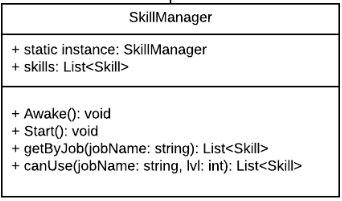 SkillManager
+ static instance: SkillManager
+ skills: List<Skill>
+ Awake(): void
+ Start(): void
+ getByJob(jobName: string): List<Skill>
+ canUse(jobName: string, lvl: int): List<Skill>